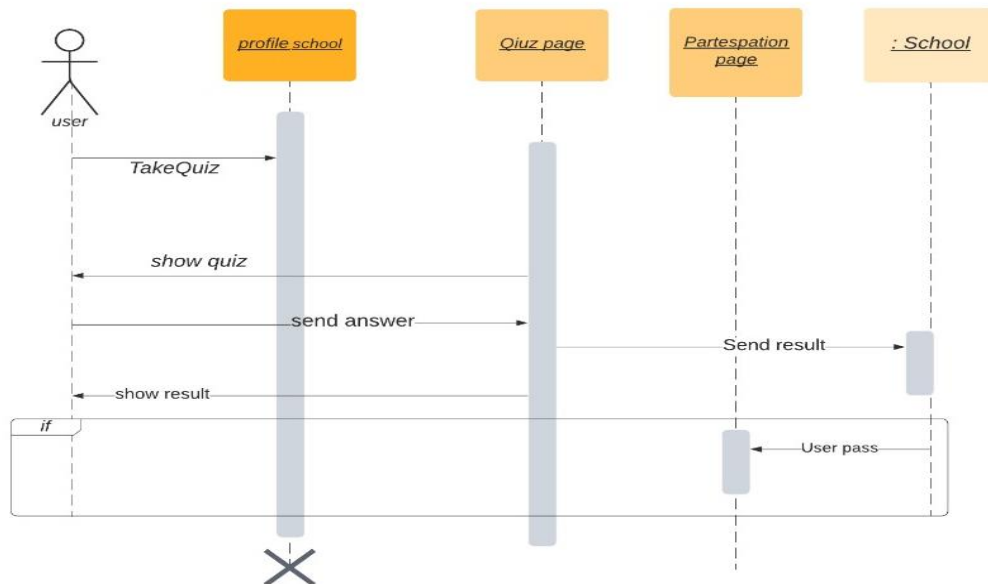 profile school
Qiuz page
Partespation
page
: School
user
TakeQuiz
show quiz
send answer
Send result
show result
if
User pass